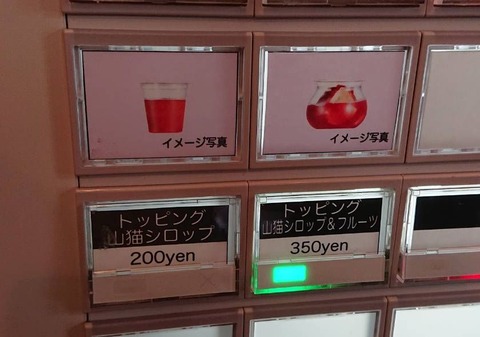 イメージ写真
イメージ写真
トッピング
山猫シロップ
200yen
トッピング
山猫シロップ&フルーツ
350yen